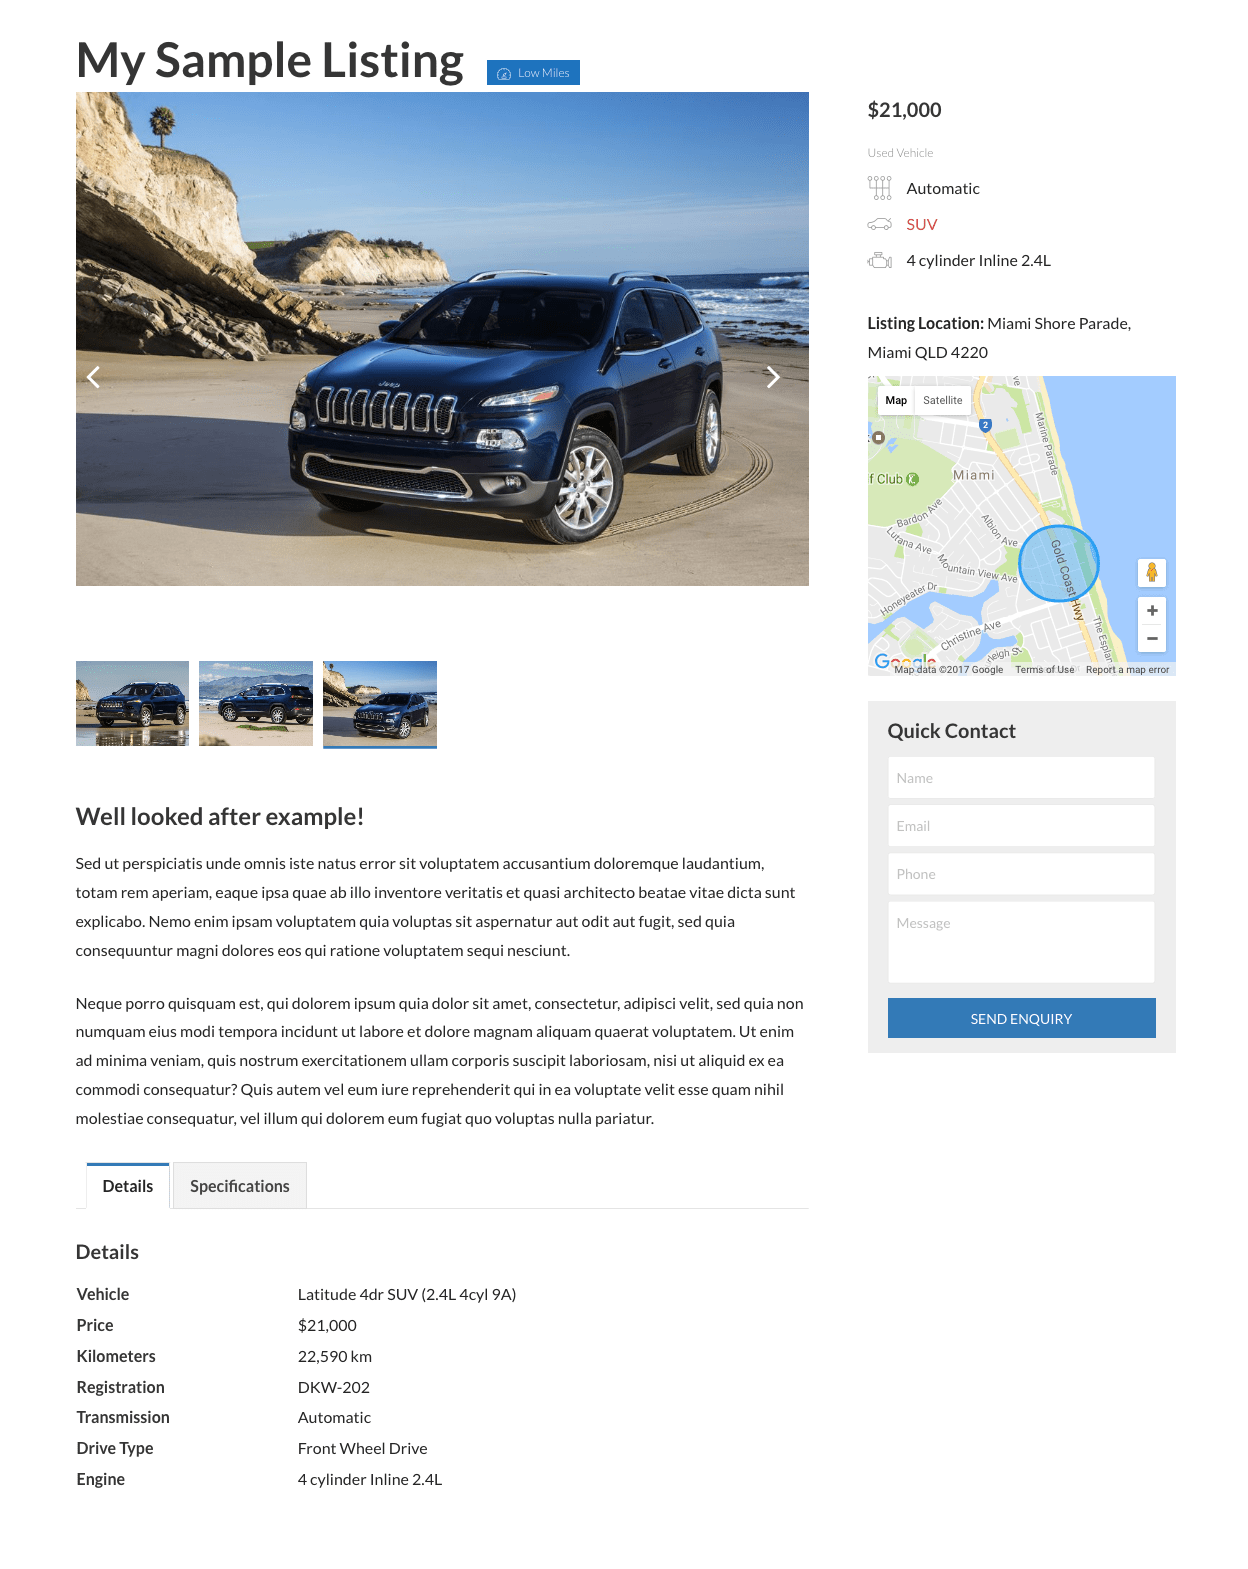 My Sample Listing
Low Miles
Jeep
$21,000
Used Vehicle
Automatic
SUV
4 cylinder Inline 2.4L
Listing Location: Miami Shore Parade,
Miami QLD 4220
Map Satellite
2
Marine Parade
Miami
f Club
Bardon Ave
Albion Ave
Lutana Ave
Mountain View Ave
Gold Coast Hwy
Honeyeater Dr
Christine Ave
The Esplan
leigh S
Google
Map data ©2017 Google Terms of Use Report a map error
+
−
Quick Contact
Name
Email
Phone
Message
SEND ENQUIRY
Well looked after example!
Sed ut perspiciatis unde omnis iste natus error sit voluptatem accusantium doloremque laudantium,
totam rem aperiam, eaque ipsa quae ab illo inventore veritatis et quasi architecto beatae vitae dicta sunt
explicabo. Nemo enim ipsam voluptatem quia voluptas sit aspernatur aut odit aut fugit, sed quia
consequuntur magni dolores eos qui ratione voluptatem sequi nesciunt.
Neque porro quisquam est, qui dolorem ipsum quia dolor sit amet, consectetur, adipisci velit, sed quia non
numquam eius modi tempora incidunt ut labore et dolore magnam aliquam quaerat voluptatem. Ut enim
ad minima veniam, quis nostrum exercitationem ullam corporis suscipit laboriosam, nisi ut aliquid ex ea
commodi consequatur? Quis autem vel eum iure reprehenderit qui in ea voluptate velit esse quam nihil
molestiae consequatur, vel illum qui dolorem eum fugiat quo voluptas nulla pariatur.
Details Specifications
Details
Vehicle Latitude 4dr SUV (2.4L 4cyl 9A)
Price $21,000
Kilometers 22,590 km
Registration DKW-202
Transmission Automatic
Drive Type Front Wheel Drive
Engine 4 cylinder Inline 2.4L